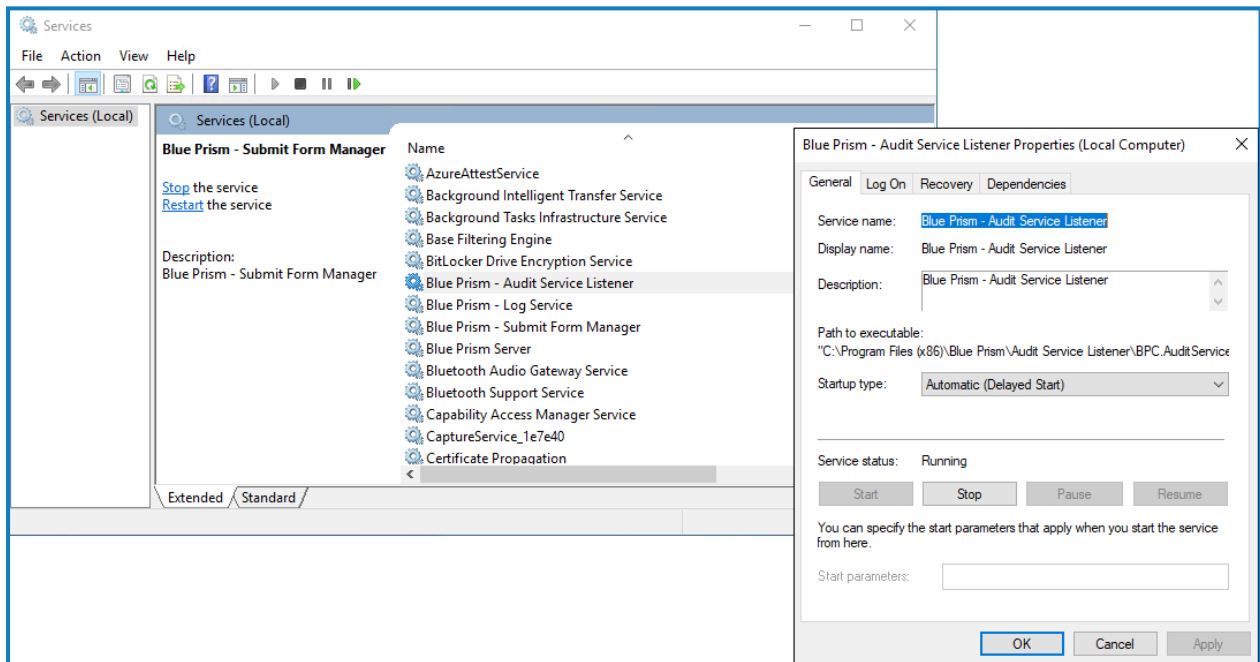 Services
File Action View Help
Services (Local)
Services (Local)
Blue Prism - Submit Form Manager
Stop the service
Restart the service
Description:
Blue Prism - Submit Form Manager
Name
AzureAttestService
Background Intelligent Transfer Service
Background Tasks Infrastructure Service
Base Filtering Engine
BitLocker Drive Encryption Service
Blue Prism - Audit Service Listener
Blue Prism - Log Service
Blue Prism - Submit Form Manager
Blue Prism Server
Bluetooth Audio Gateway Service
Bluetooth Support Service
Capability Access Manager Service
CaptureService_1e7e40
Certificate Propagation
Extended Standard
Blue Prism - Audit Service Listener Properties (Local Computer)
General Log On Recovery Dependencies
Service name: Blue Prism - Audit Service Listener
Display name: Blue Prism - Audit Service Listener
Description: Blue Prism - Audit Service Listener
Path to executable:
"C:\Program Files (x86)\Blue Prism\Audit Service Listener\BPC.AuditService
Startup type: Automatic (Delayed Start)
Service status: Running
Start Stop Pause Resume
You can specify the start parameters that apply when you start the service
from here.
Start parameters:
OK Cancel Apply